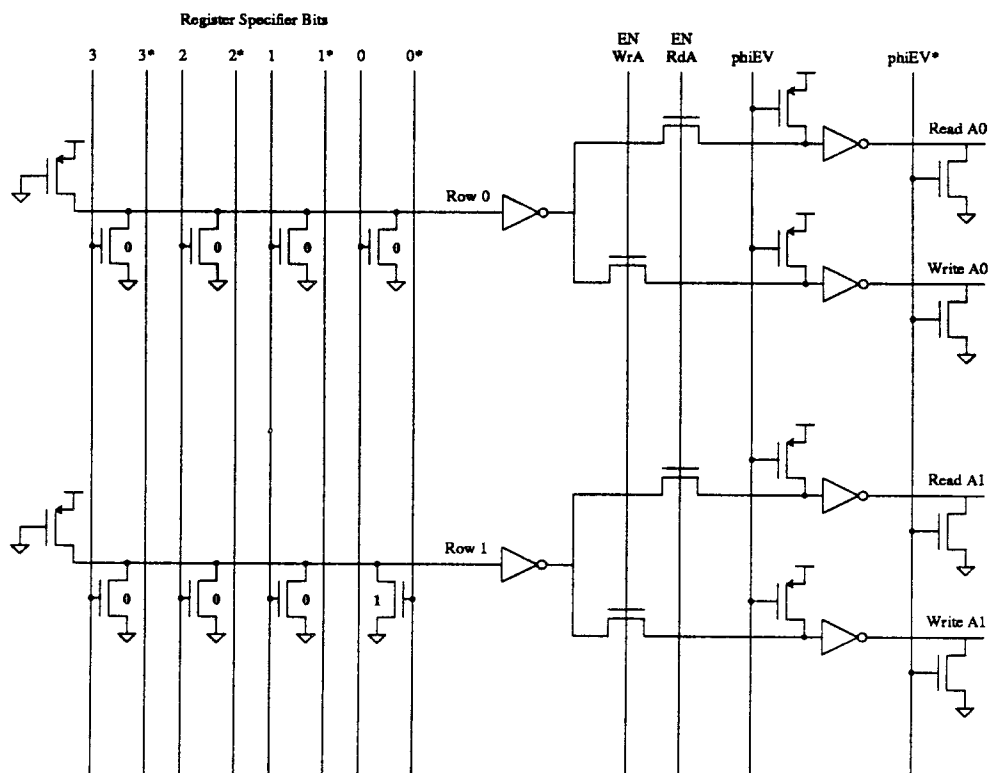 Register Specifier Bits
3 3* 2 2* 1 1* 0 0*
EN WrA
EN RdA
phiEV
phiEV*
Read A0
Row 0
0 0 0 0
Write A0
Read A1
Row 1
0 0 0 1
Write A1